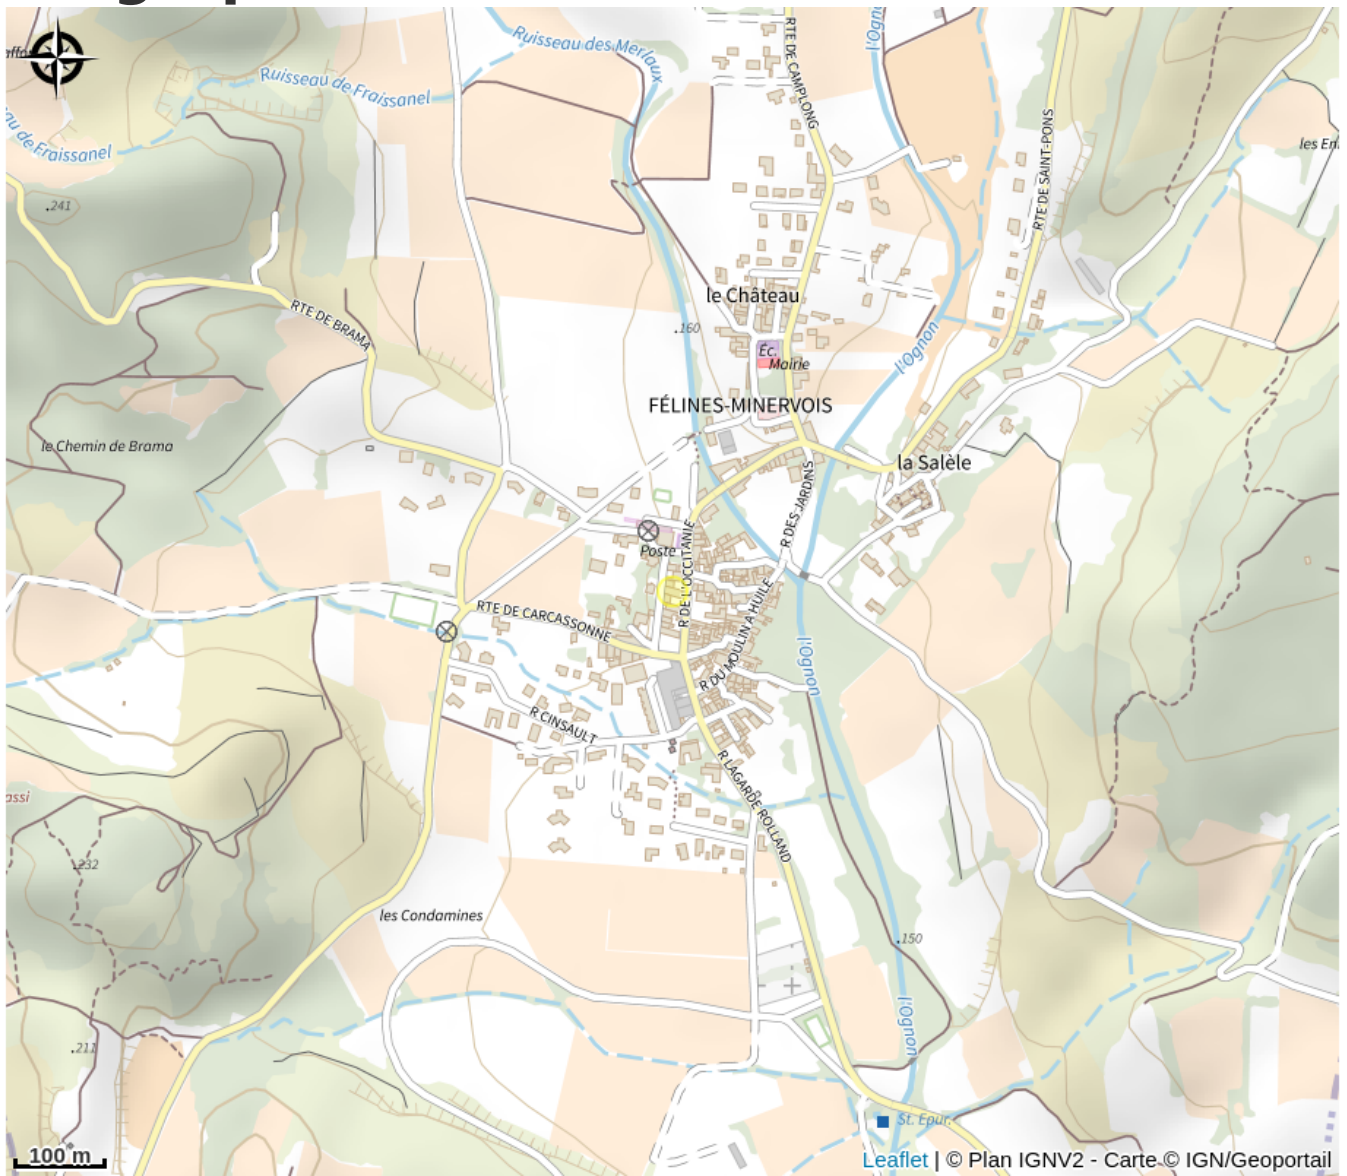 Ruisseau des Merlaux
Ruisseau de Fraissanel
au de Fraissanel
l'Ognon
RTE DE CAMPLONG
RTE DE SAINT-PONS
les En
.241
le Château
RTE DE BRAMA
.160
l'Ognon
Éc.
Mairie
FÉLINES-MINERVOIS
le Chemin de Brama
la Salèle
R DES JARDINS
Poste
R DE L'OCCITANIE
RTE DE CARCASSONNE
R DU MOULIN A HUILE
l'Ognon
R CINSAULT
R LAGARDE ROLLAND
assi
.232
les Condamines
.150
l'Ognon
.211
St. Epur.
100 m
Leaflet | © Plan IGNV2 - Carte © IGN/Geoportail